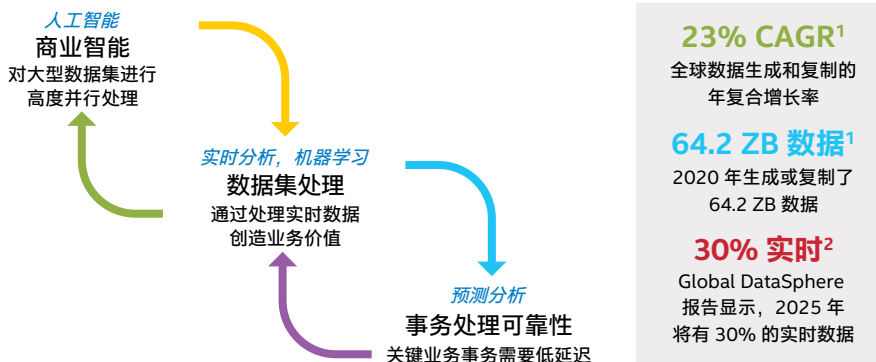 人工智能
商业智能
对大型数据集进行
高度并行处理
实时分析，机器学习
数据集处理
通过处理实时数据
创造业务价值
预测分析
事务处理可靠性
关键业务事务需要低延迟
23% CAGR¹
全球数据生成和复制的
年复合增长率
64.2 ZB 数据¹
2020 年生成或复制了
64.2 ZB 数据
30% 实时²
Global DataSphere
报告显示，2025 年
将有 30% 的实时数据